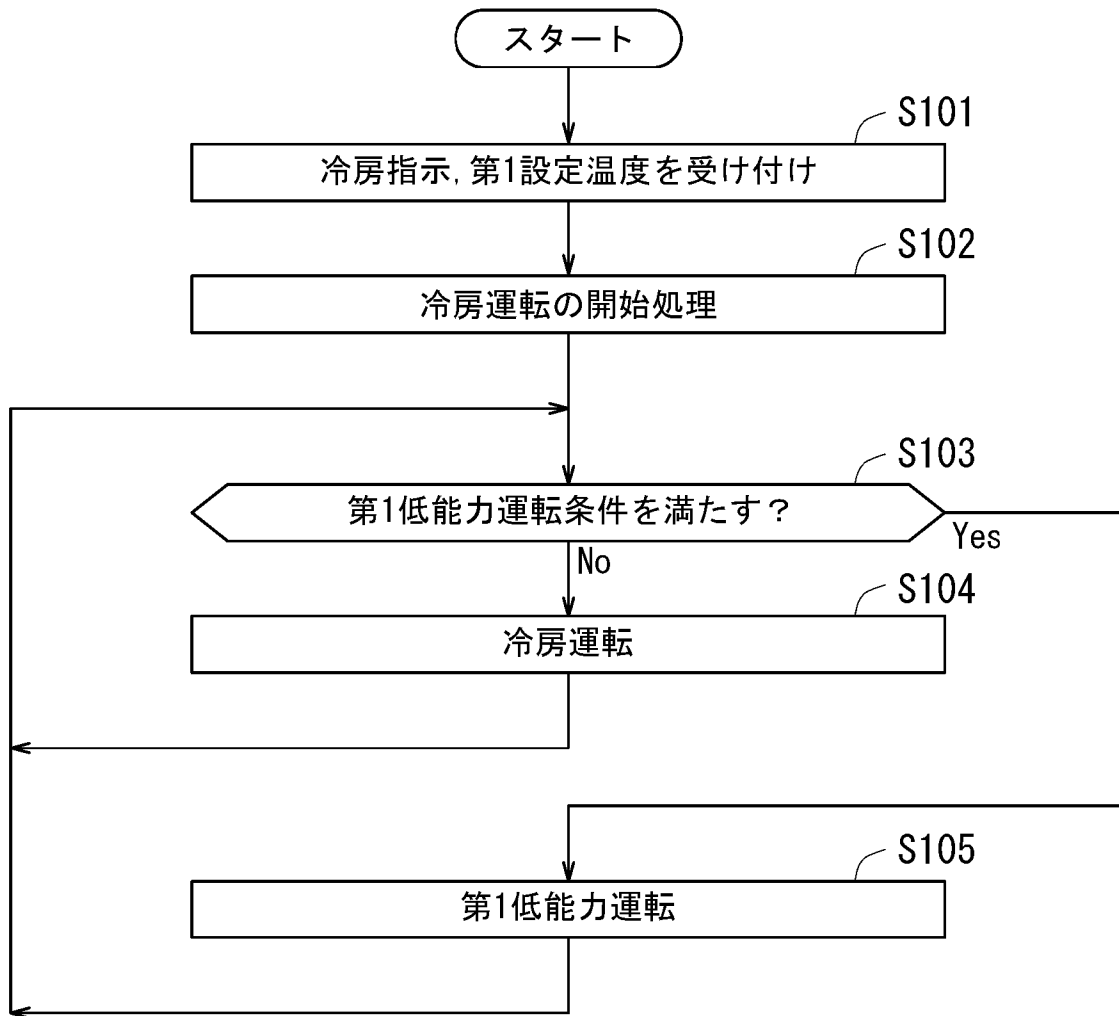 スタート
S101
冷房指示,第1設定温度を受け付け
S102
冷房運転の開始処理
S103
第1低能力運転条件を満たす?
Yes
No
S104
冷房運転
S105
第1低能力運転